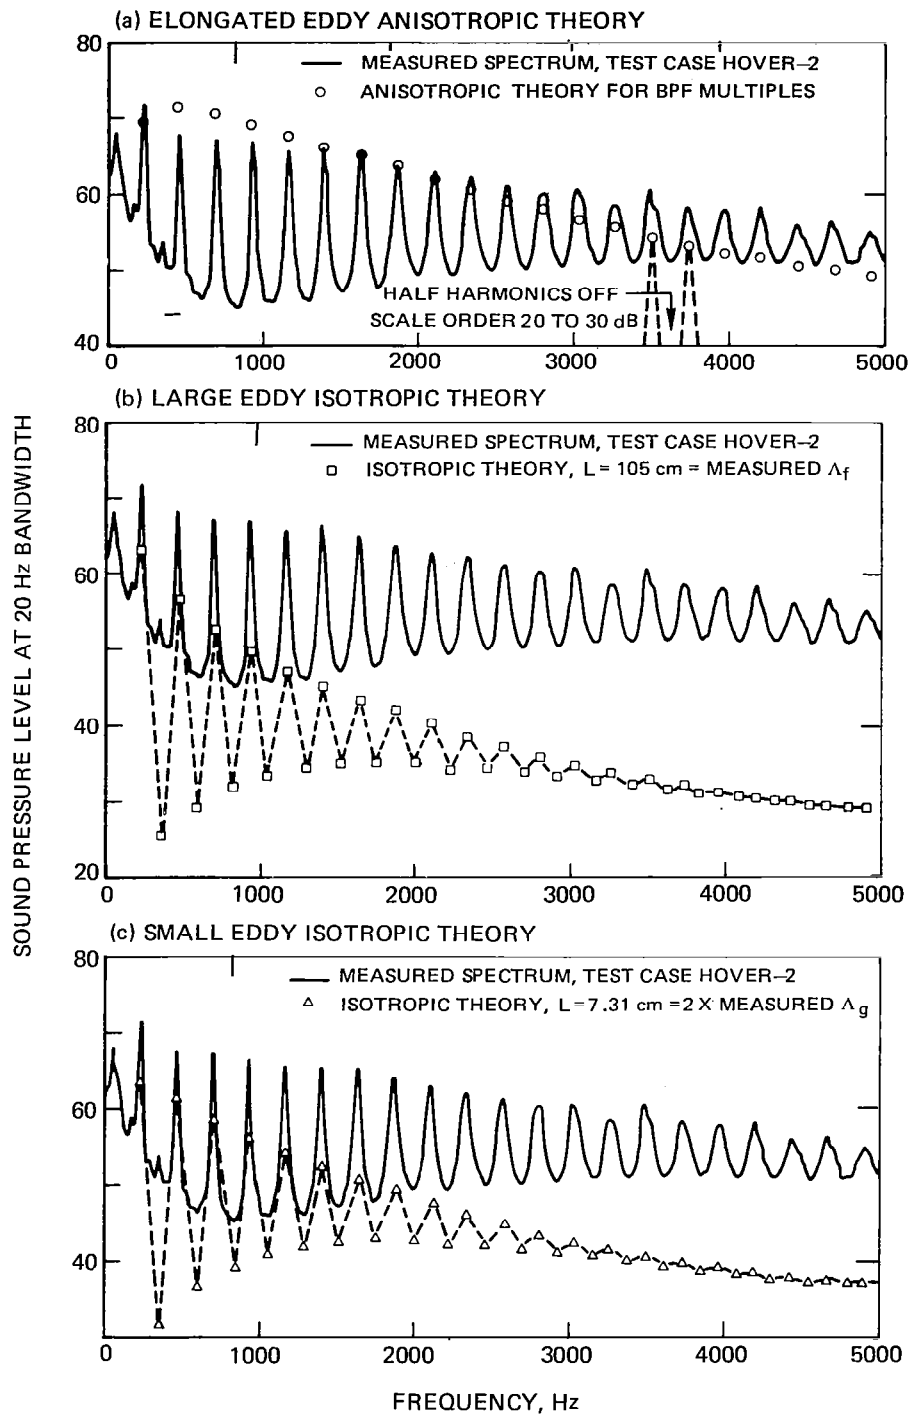 (a) ELONGATED EDDY ANISOTROPIC THEORY
80
MEASURED SPECTRUM, TEST CASE HOVER–2
ANISOTROPIC THEORY FOR BPF MULTIPLES
60
HALF HARMONICS OFF
SCALE ORDER 20 TO 30 dB
40
0 1000 2000 3000 4000 5000
(b) LARGE EDDY ISOTROPIC THEORY
80
MEASURED SPECTRUM, TEST CASE HOVER–2
ISOTROPIC THEORY, L = 105 cm = MEASURED Λf
60
40
20
0 1000 2000 3000 4000 5000
(c) SMALL EDDY ISOTROPIC THEORY
80
MEASURED SPECTRUM, TEST CASE HOVER–2
ISOTROPIC THEORY, L=7.31 cm =2 X MEASURED Λg
60
40
0 1000 2000 3000 4000 5000
SOUND PRESSURE LEVEL AT 20 Hz BANDWIDTH
FREQUENCY, Hz